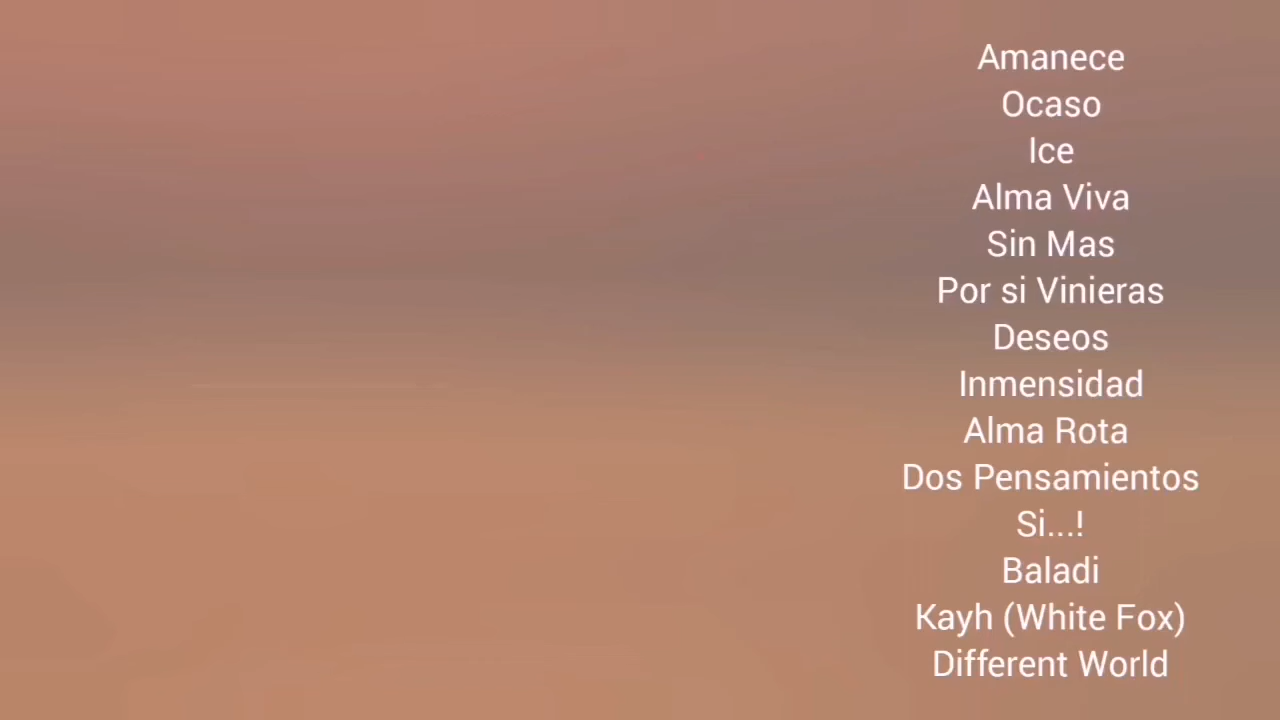 Amanece
Ocaso
Ice
Alma Viva
Sin Mas
Por si Vinieras
Deseos
Inmensidad
Alma Rota
Dos Pensamientos
Si...!
Baladi
Kayh (White Fox)
Different World